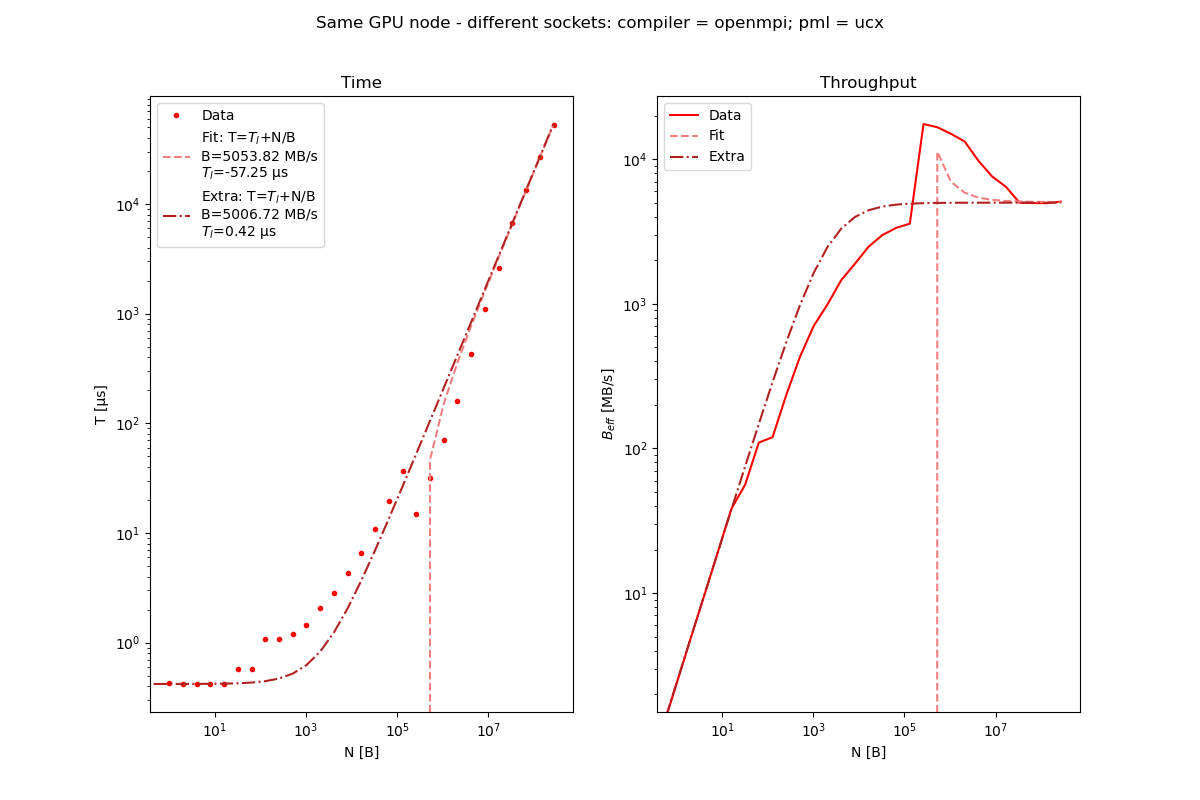 Same GPU node - different sockets: compiler = openmpi; pml = ucx
Time
Data
Fit: T=T_l+N/B
B=5053.82 MB/s
T_l=-57.25 µs
Extra: T=T_l+N/B
B=5006.72 MB/s
T_l=0.42 µs
10^4
10^3
10^2
10^1
10^0
T [µs]
10^1 10^3 10^5 10^7
N [B]
Throughput
Data
Fit
Extra
10^4
10^3
10^2
10^1
B_eff [MB/s]
10^1 10^3 10^5 10^7
N [B]